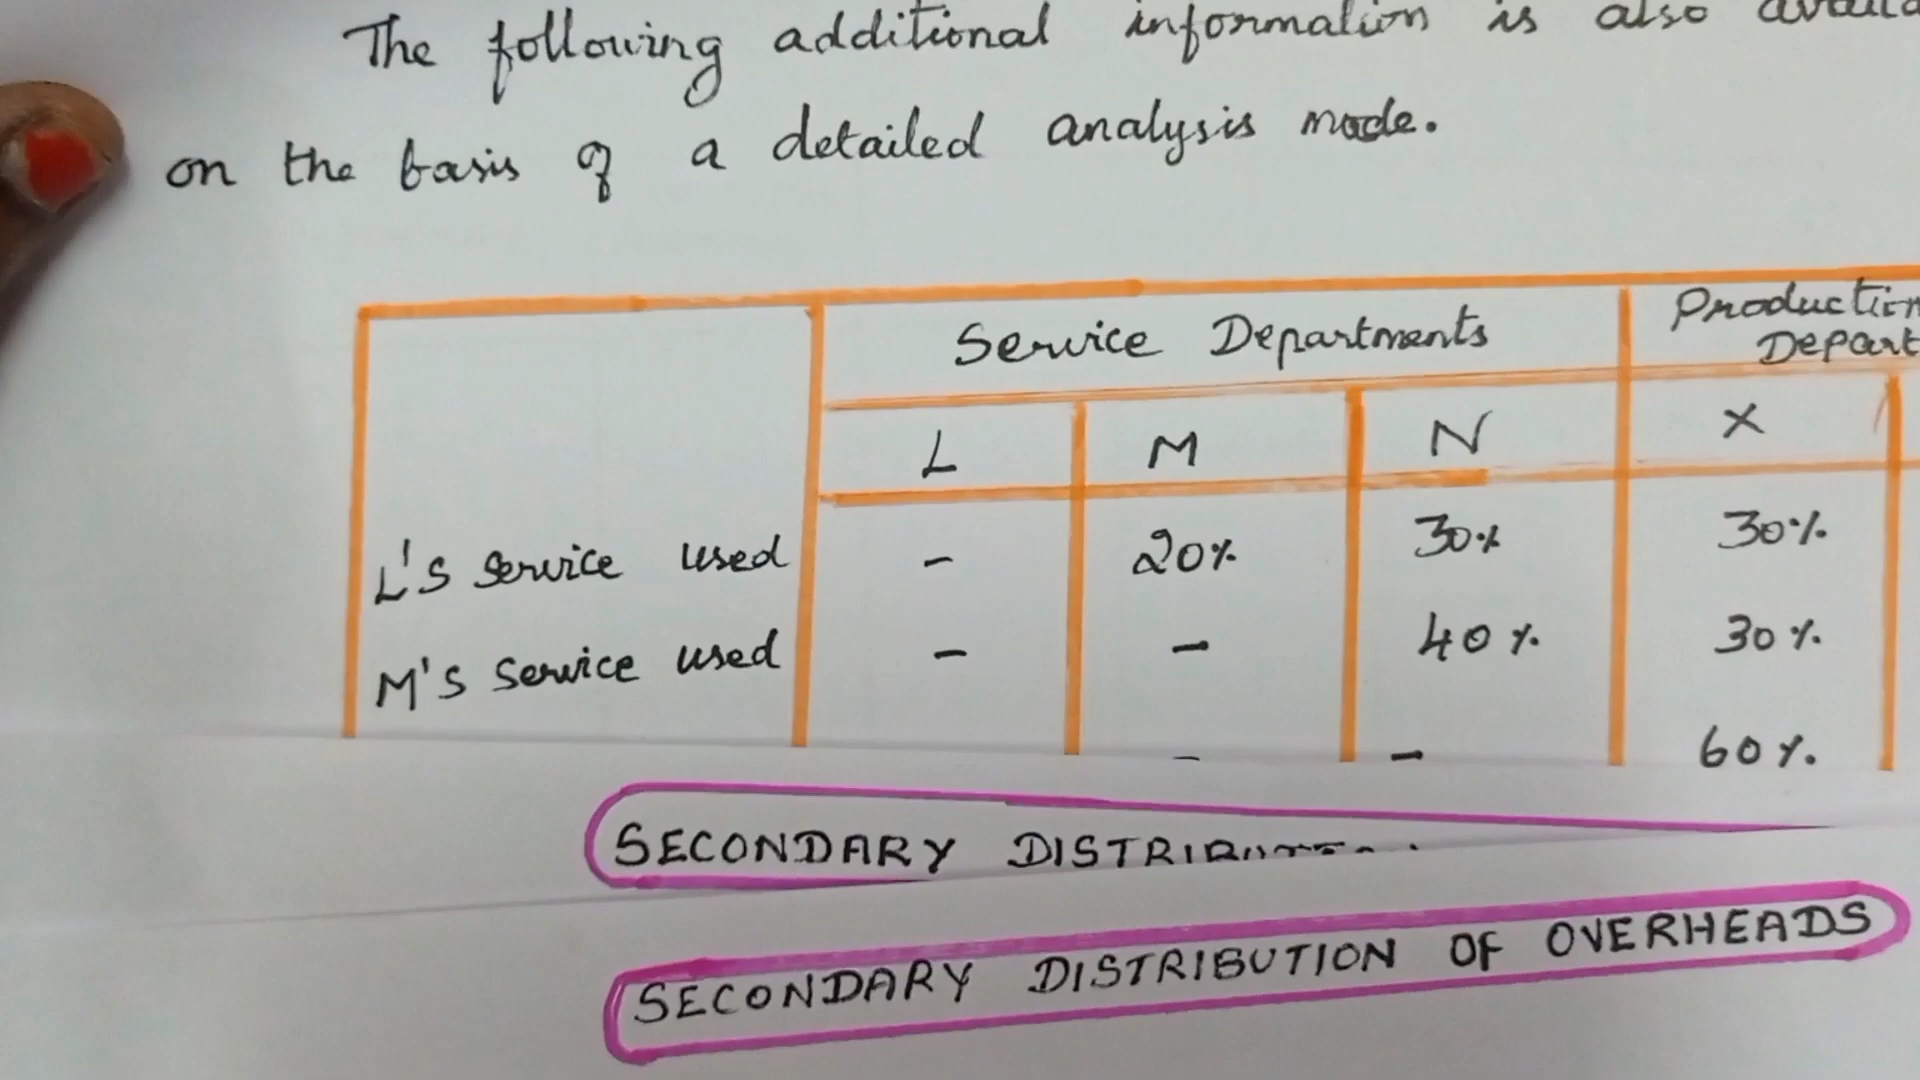 The following additional information is also
on the basis of a detailed analysis made.
Service Departments Production
Depart
L M N X
L's Service used - 20% 30% 30%
M's Service used - - 40% 30%
- - 60%
SECONDARY
SECONDARY DISTRIBUTION OF OVERHEADS